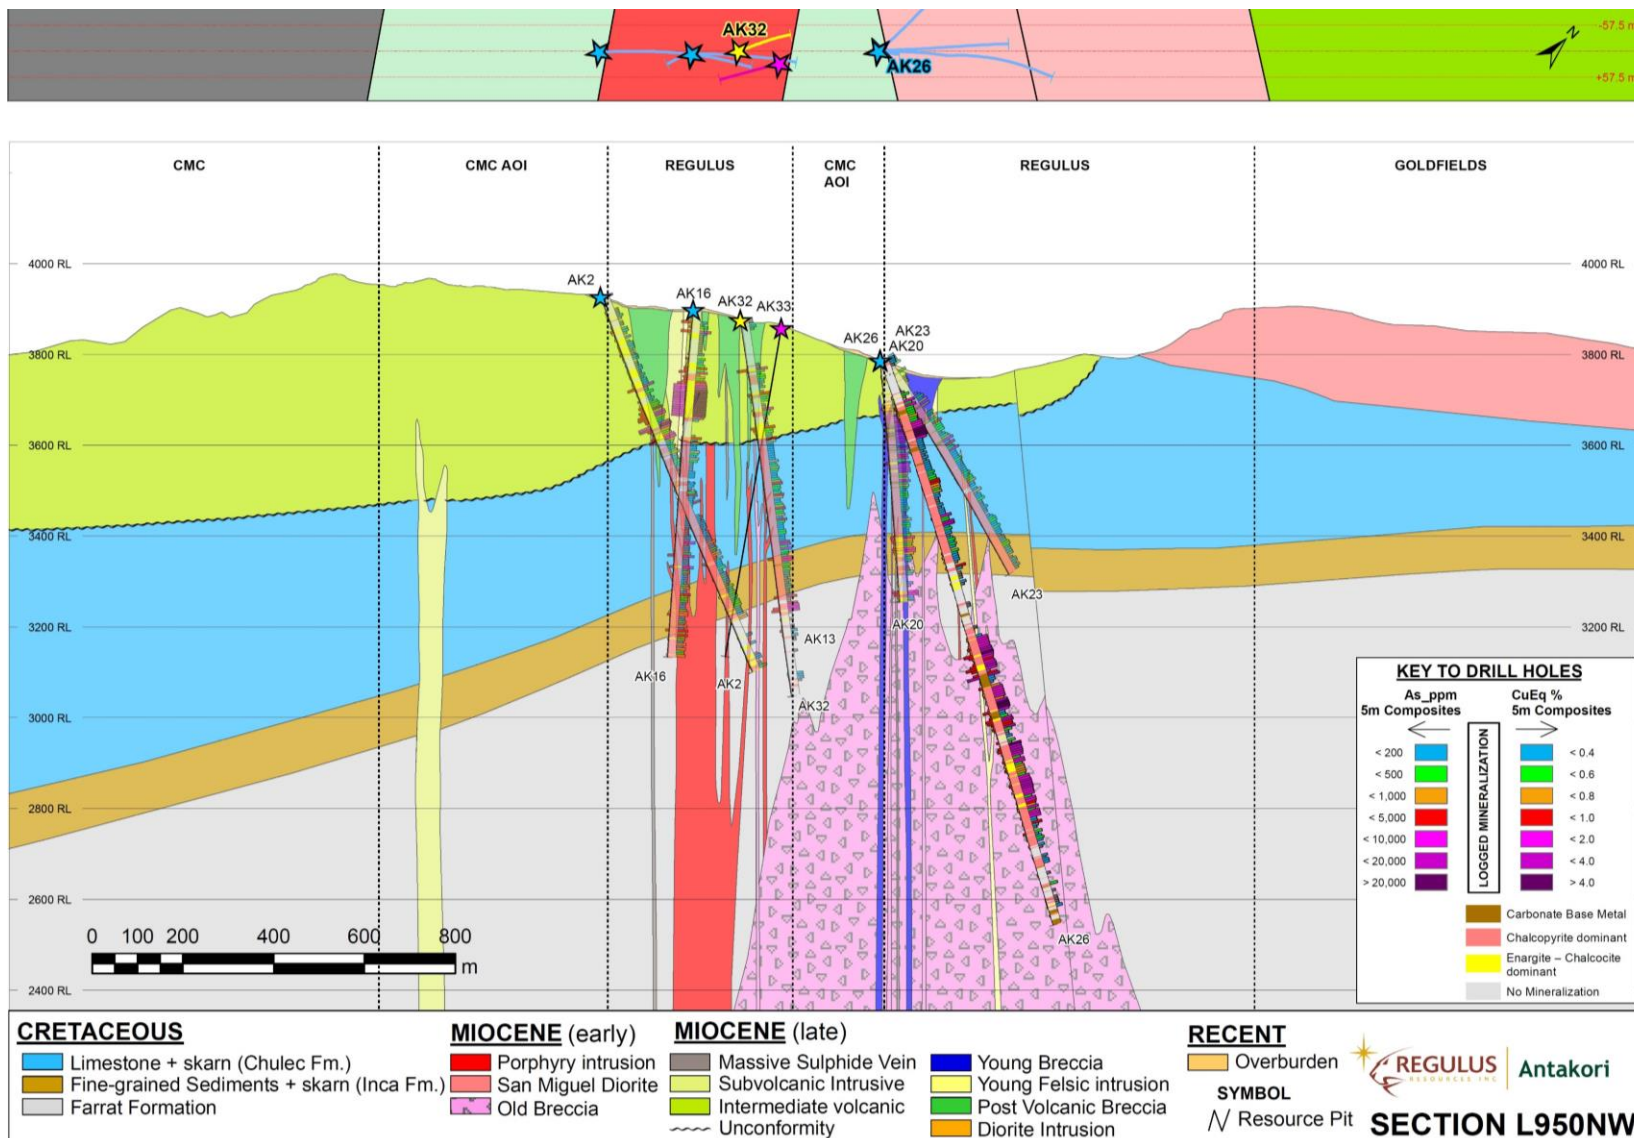 -57.5 m
AK32
N
AK26
+57.5 m
CMC
CMC AOI
REGULUS
CMC
AOI
REGULUS
GOLDFIELDS
4000 RL
4000 RL
AK2
AK16
AK32
AK33
AK26
AK23
AK20
3800 RL
3800 RL
3600 RL
3600 RL
3400 RL
3400 RL
AK23
3200 RL
3200 RL
AK20
AK13
AK16
AK2
AK32
3000 RL
2800 RL
2600 RL
2400 RL
AK26
0 100 200 400 600 800
m
KEY TO DRILL HOLES
As_ppm
5m Composites
CuEq %
5m Composites
LOGGED MINERALIZATION
< 200
< 0.4
< 500
< 0.6
< 1,000
< 0.8
< 5,000
< 1.0
< 10,000
< 2.0
< 20,000
< 4.0
> 20,000
> 4.0
Carbonate Base Metal
Chalcopyrite dominant
Enargite – Chalcocite
dominant
No Mineralization
CRETACEOUS
Limestone + skarn (Chulec Fm.)
Fine-grained Sediments + skarn (Inca Fm.)
Farrat Formation
MIOCENE (early)
Porphyry intrusion
San Miguel Diorite
Old Breccia
MIOCENE (late)
Massive Sulphide Vein
Subvolcanic Intrusive
Intermediate volcanic
Unconformity
Young Breccia
Young Felsic intrusion
Post Volcanic Breccia
Diorite Intrusion
RECENT
Overburden
SYMBOL
Resource Pit
REGULUS
RESOURCES INC
Antakori
SECTION L950NW